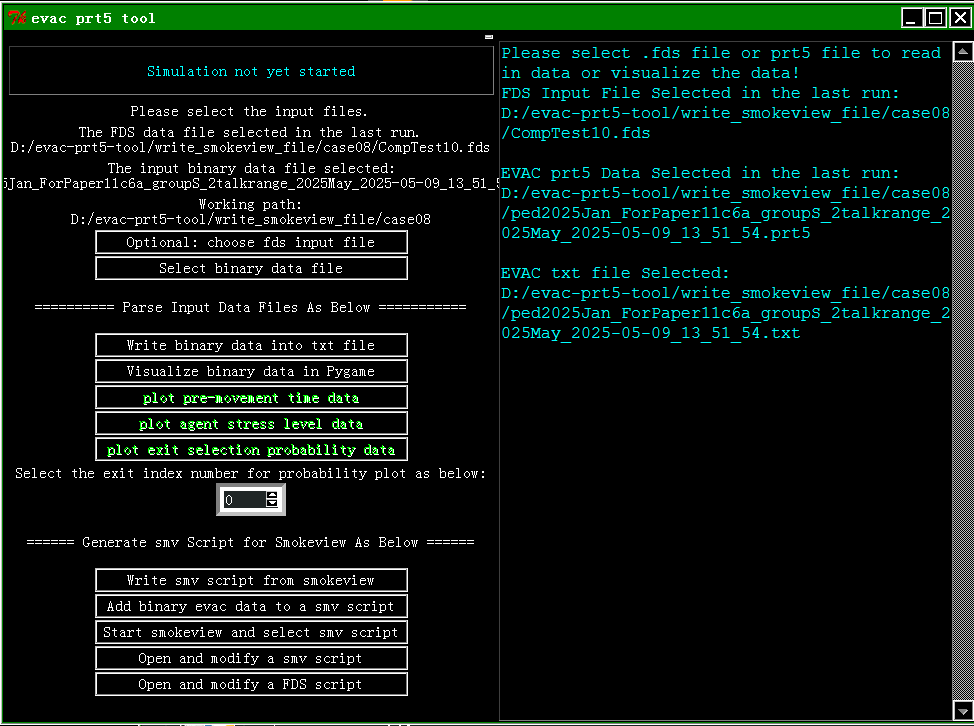 evac prt5 tool
Simulation not yet started
Please select the input files.
The FDS data file selected in the last run.
D:/evac-prt5-tool/write_smokeview_file/case08/CompTest10.fds
The input binary data file selected:
5Jan_ForPaper11c6a_groupS_2talkrange_2025May_2025-05-09_13_51_5
Working path:
D:/evac-prt5-tool/write_smokeview_file/case08
Optional: choose fds input file
Select binary data file
========== Parse Input Data Files As Below ===========
Write binary data into txt file
Visualize binary data in Pygame
plot pre-movement time data
plot agent stress level data
plot exit selection probability data
Select the exit index number for probability plot as below:
0
====== Generate smv Script for Smokeview As Below ======
Write smv script from smokeview
Add binary evac data to a smv script
Start smokeview and select smv script
Open and modify a smv script
Open and modify a FDS script
Please select .fds file or prt5 file to read
in data or visualize the data!
FDS Input File Selected in the last run:
D:/evac-prt5-tool/write_smokeview_file/case08
/CompTest10.fds
EVAC prt5 Data Selected in the last run:
D:/evac-prt5-tool/write_smokeview_file/case08
/ped2025Jan_ForPaper11c6a_groupS_2talkrange_2
025May_2025-05-09_13_51_54.prt5
EVAC txt file Selected:
D:/evac-prt5-tool/write_smokeview_file/case08
/ped2025Jan_ForPaper11c6a_groupS_2talkrange_2
025May_2025-05-09_13_51_54.txt